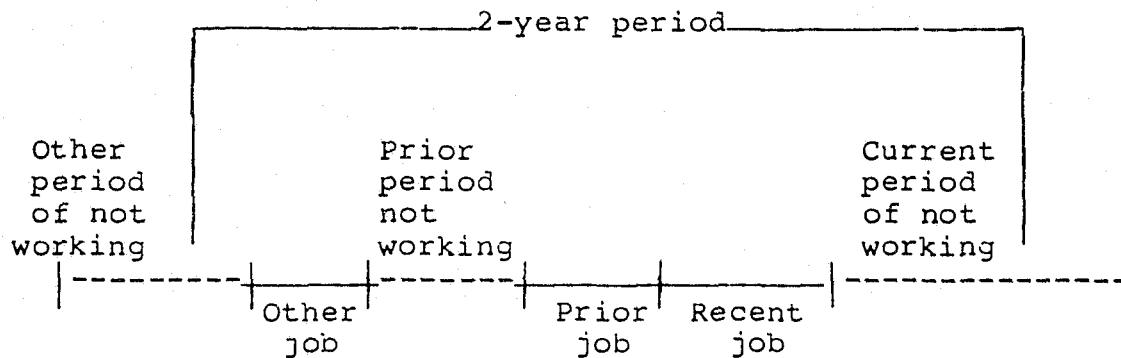 2-year period
Other
period
of not
working
Prior
period
not
working
Current
period
of not
working
Other
job
Prior
job
Recent
job